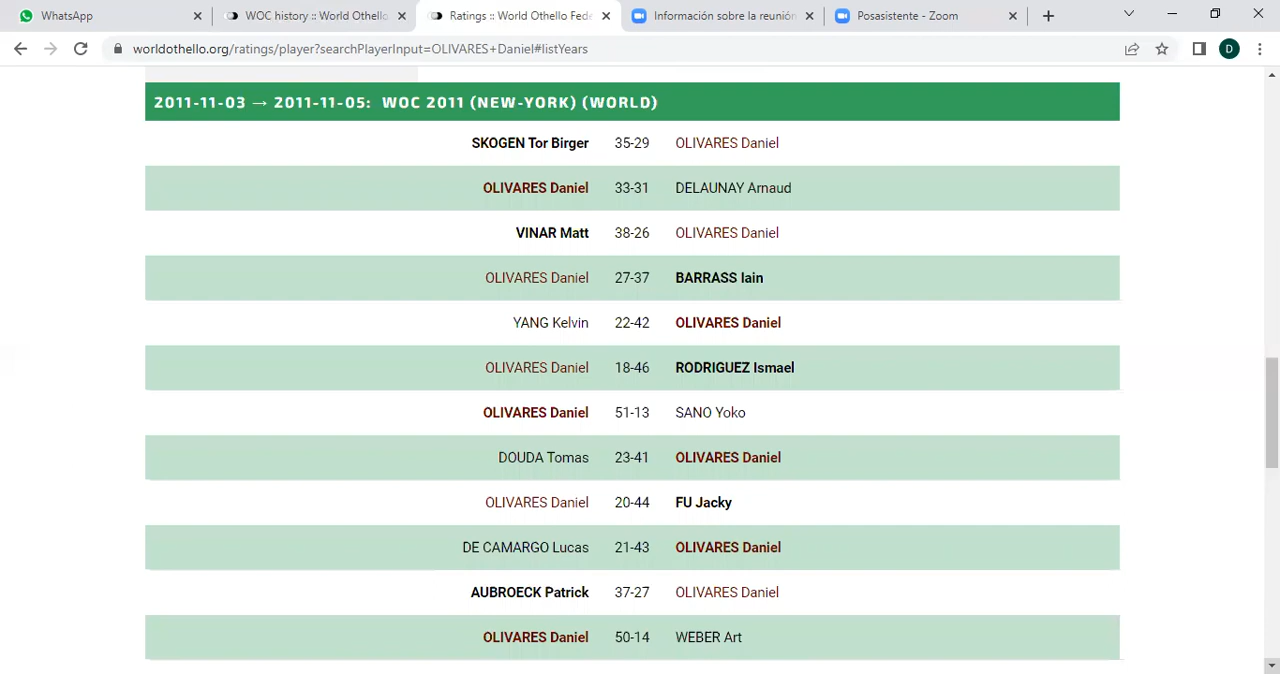 WhatsApp
WOC history :: World Othello
Ratings :: World Othello Fede
Información sobre la reunión
Posasistente - Zoom
worldothello.org/ratings/player?searchPlayerInput=OLIVARES+Daniel#listYears
D
2011-11-03 → 2011-11-05: WOC 2011 (NEW-YORK) (WORLD)
SKOGEN Tor Birger 35-29 OLIVARES Daniel
OLIVARES Daniel 33-31 DELAUNAY Arnaud
VINAR Matt 38-26 OLIVARES Daniel
OLIVARES Daniel 27-37 BARRASS Iain
YANG Kelvin 22-42 OLIVARES Daniel
OLIVARES Daniel 18-46 RODRIGUEZ Ismael
OLIVARES Daniel 51-13 SANO Yoko
DOUDA Tomas 23-41 OLIVARES Daniel
OLIVARES Daniel 20-44 FU Jacky
DE CAMARGO Lucas 21-43 OLIVARES Daniel
AUBROECK Patrick 37-27 OLIVARES Daniel
OLIVARES Daniel 50-14 WEBER Art